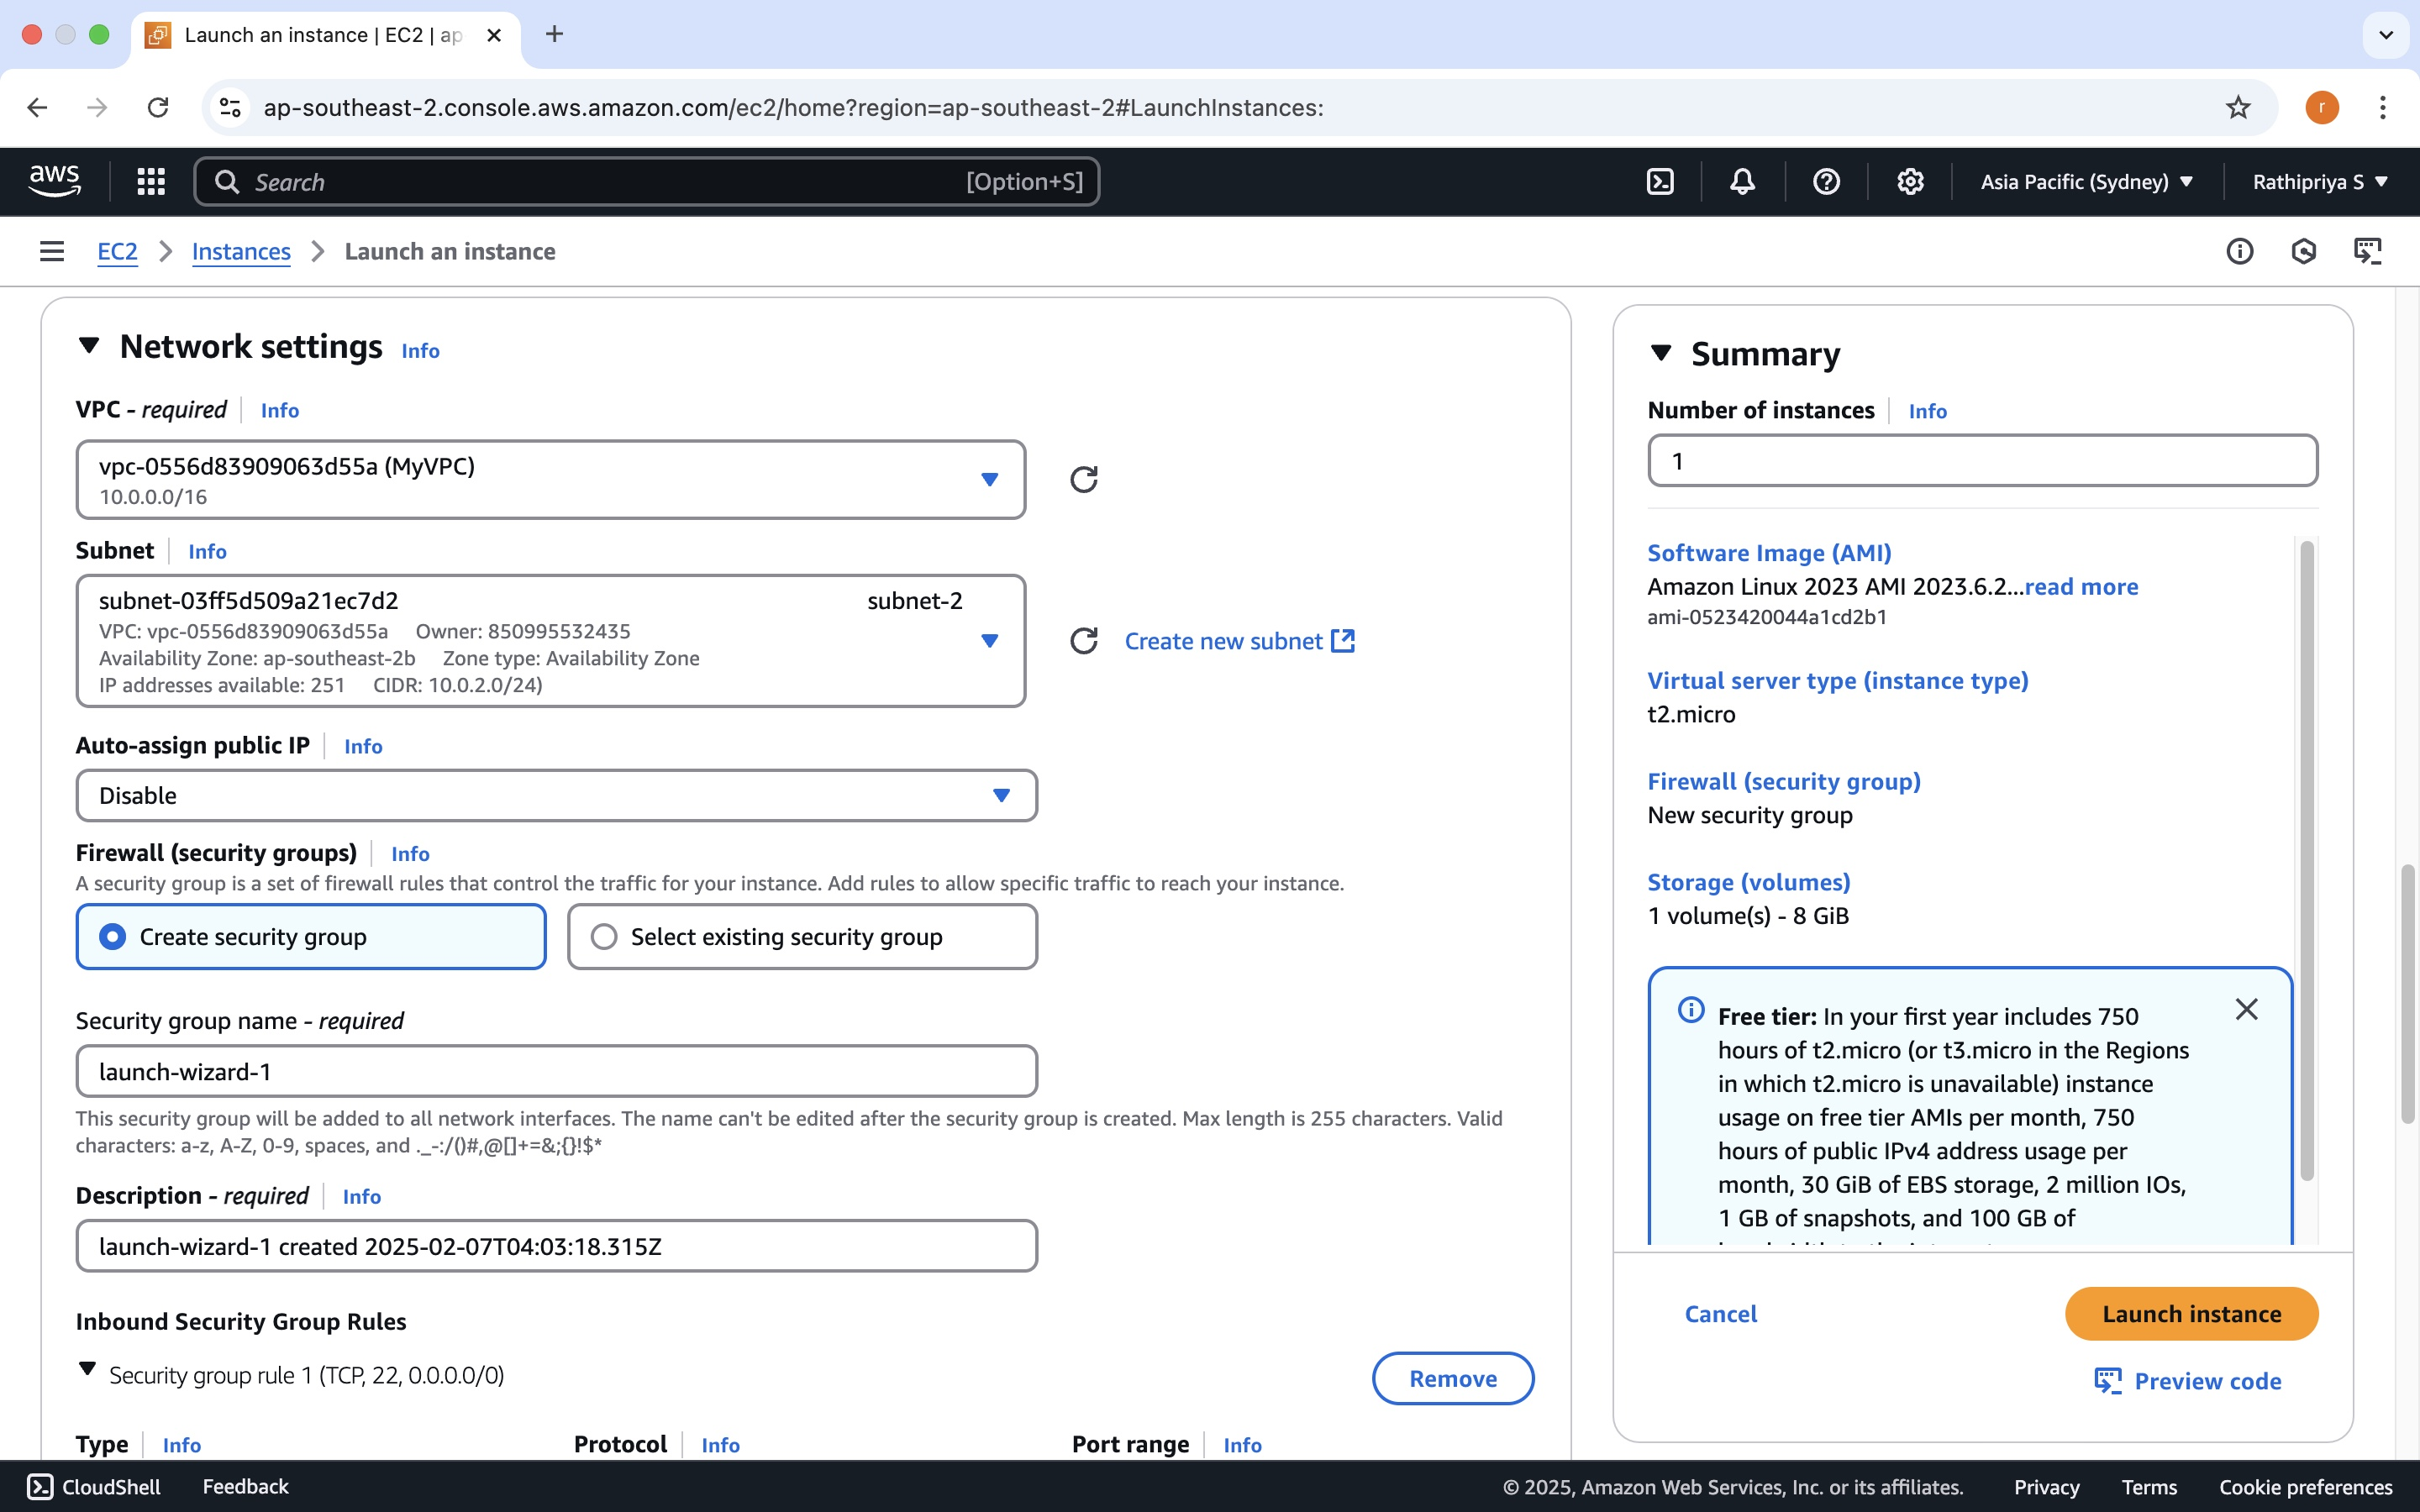 Launch an instance | EC2 | ap
ap-southeast-2.console.aws.amazon.com/ec2/home?region=ap-southeast-2#LaunchInstances:
r
aws
Search
[Option+S]
Asia Pacific (Sydney)
Rathipriya S
EC2
Instances
Launch an instance
Network settings Info
VPC - required Info
vpc-0556d83909063d55a (MyVPC)
10.0.0.0/16
Subnet Info
subnet-03ff5d509a21ec7d2 subnet-2
VPC: vpc-0556d83909063d55a Owner: 850995532435
Availability Zone: ap-southeast-2b Zone type: Availability Zone
IP addresses available: 251 CIDR: 10.0.2.0/24)
Create new subnet
Auto-assign public IP Info
Disable
Firewall (security groups) Info
A security group is a set of firewall rules that control the traffic for your instance. Add rules to allow specific traffic to reach your instance.
Create security group
Select existing security group
Security group name - required
launch-wizard-1
This security group will be added to all network interfaces. The name can't be edited after the security group is created. Max length is 255 characters. Valid
characters: a-z, A-Z, 0-9, spaces, and ._-:/()#,@[]+=&;{}!$*
Description - required Info
launch-wizard-1 created 2025-02-07T04:03:18.315Z
Inbound Security Group Rules
Security group rule 1 (TCP, 22, 0.0.0.0/0)
Remove
Type Info
Protocol Info
Port range Info
Summary
Number of instances Info
1
Software Image (AMI)
Amazon Linux 2023 AMI 2023.6.2...read more
ami-0523420044a1cd2b1
Virtual server type (instance type)
t2.micro
Firewall (security group)
New security group
Storage (volumes)
1 volume(s) - 8 GiB
Free tier: In your first year includes 750
hours of t2.micro (or t3.micro in the Regions
in which t2.micro is unavailable) instance
usage on free tier AMIs per month, 750
hours of public IPv4 address usage per
month, 30 GiB of EBS storage, 2 million IOs,
1 GB of snapshots, and 100 GB of
Cancel
Launch instance
Preview code
CloudShell
Feedback
© 2025, Amazon Web Services, Inc. or its affiliates.
Privacy
Terms
Cookie preferences